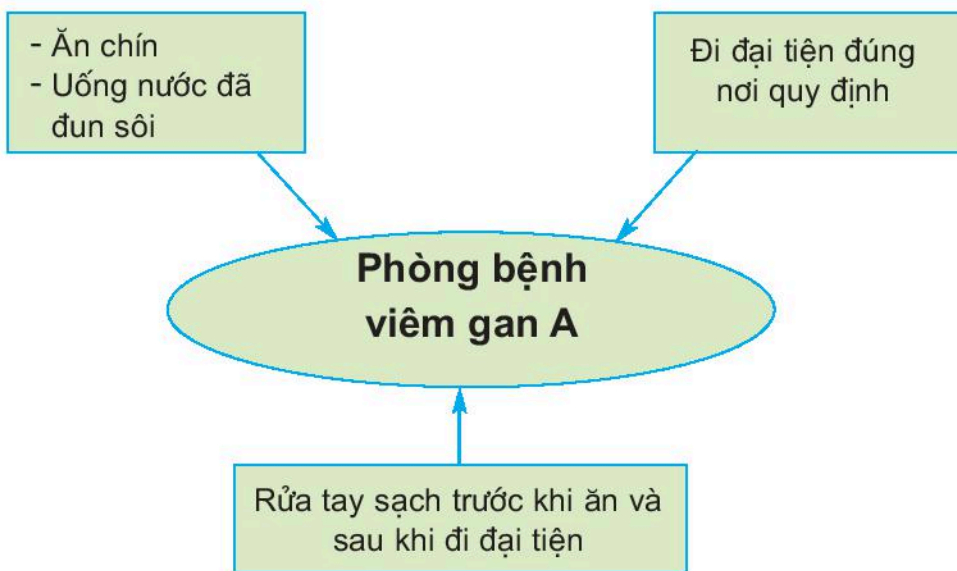 - Ăn chín
- Uống nước đã
đun sôi
Đi đại tiện đúng
nơi quy định
Phòng bệnh
viêm gan A
Rửa tay sạch trước khi ăn và
sau khi đi đại tiện